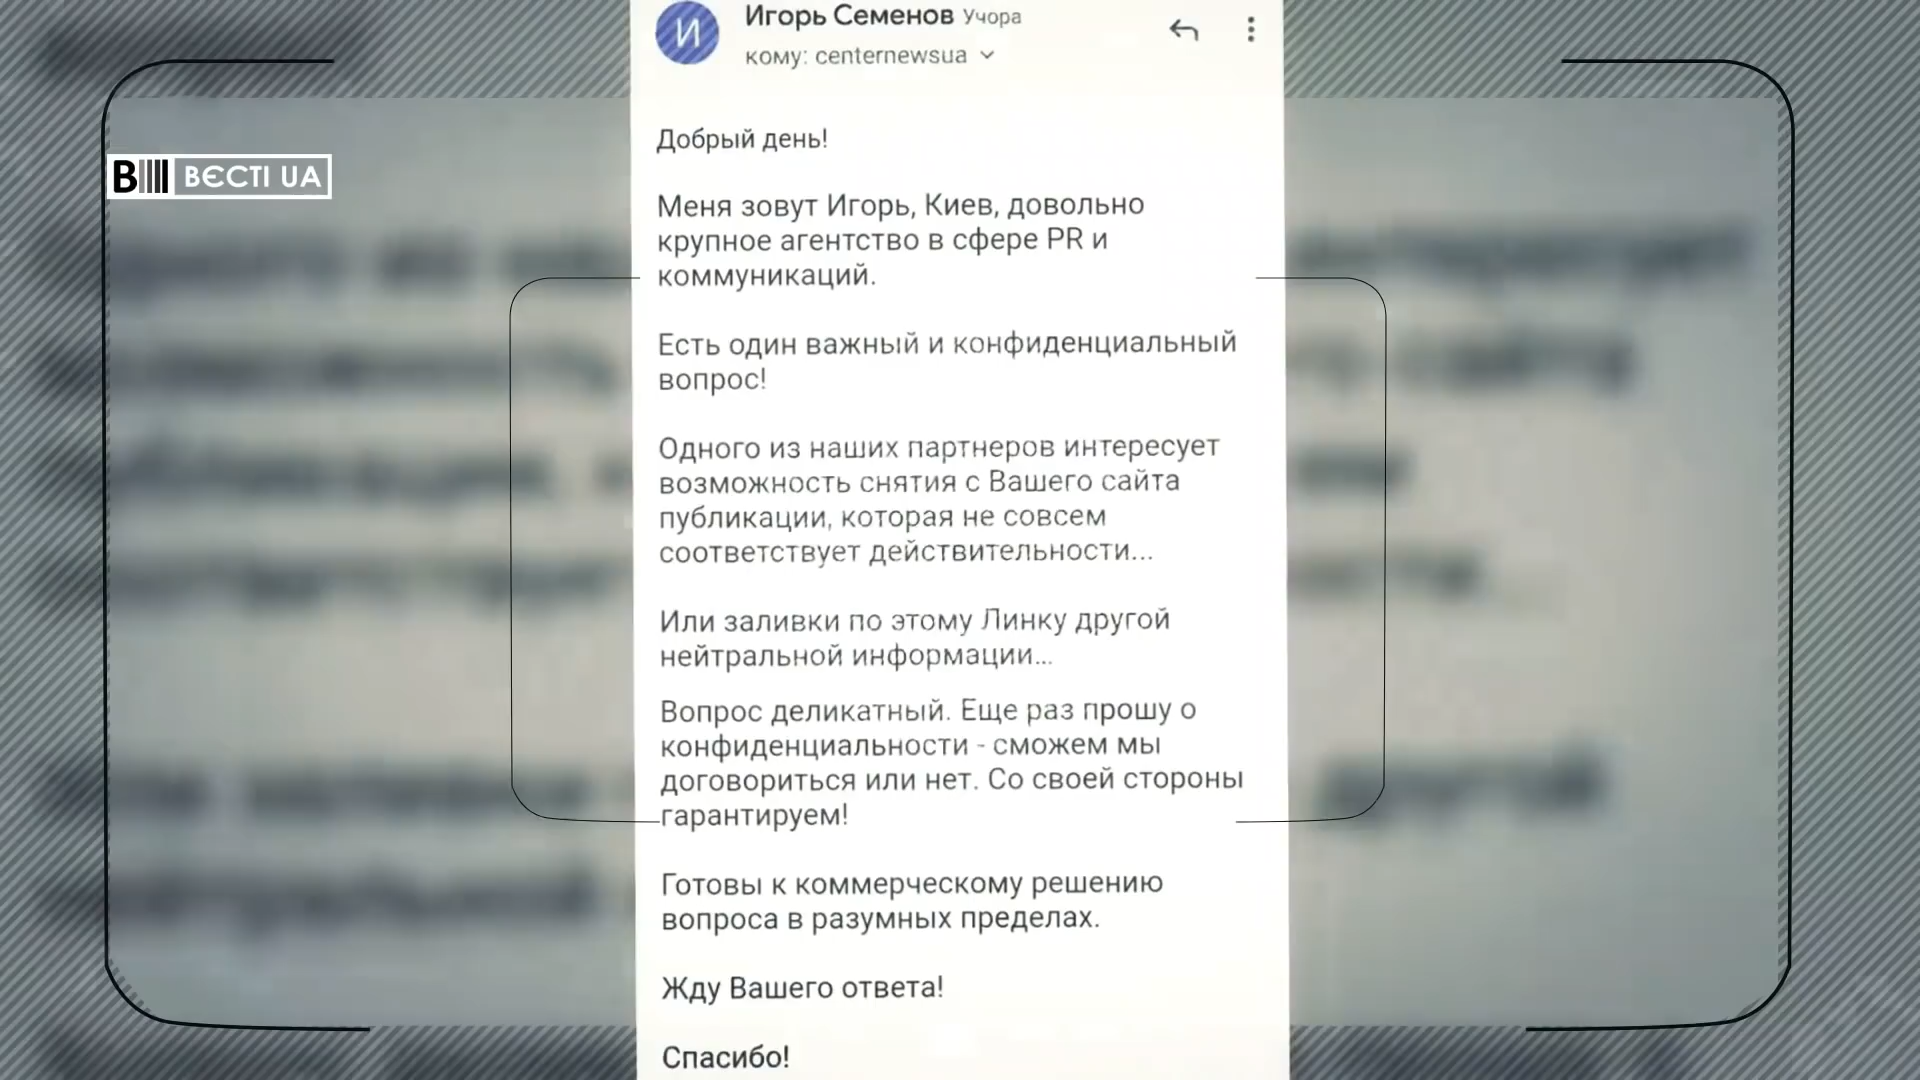 Игорь Семенов Учора
И
кому: centernewsua
B ВЄСТІ UA
Добрый день!
Меня зовут Игорь, Киев, довольно
крупное агентство в сфере PR и
коммуникаций.
Есть один важный и конфиденциальный
вопрос!
Одного из наших партнеров интересует
возможность снятия с Вашего сайта
публикации, которая не совсем
соответствует действительности...
Или заливки по этому Линку другой
нейтральной информации...
Вопрос деликатный. Еще раз прошу о
конфиденциальности - сможем мы
договориться или нет. Со своей стороны
гарантируем!
Готовы к коммерческому решению
вопроса в разумных пределах.
Жду Вашего ответа!
Спасибо!